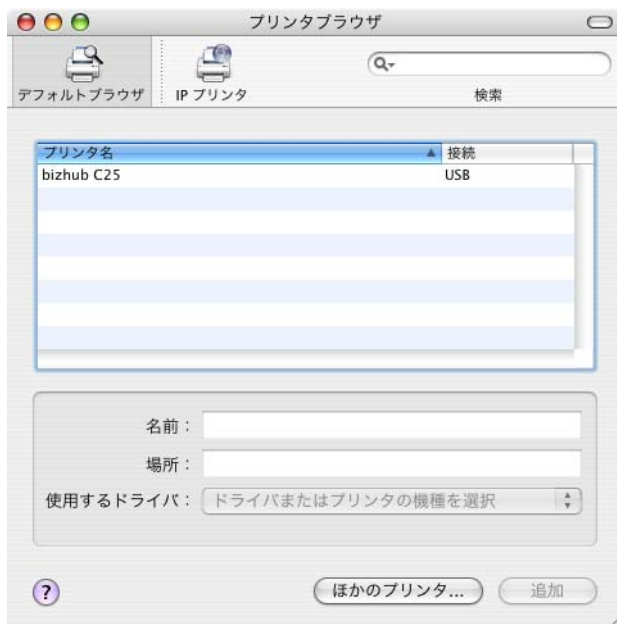 プリンタブラウザ
デフォルトブラウザ IP プリンタ 検索
プリンタ名 接続
bizhub C25 USB
名前：
場所：
使用するドライバ： ドライバまたはプリンタの機種を選択
? ほかのプリンタ... 追加